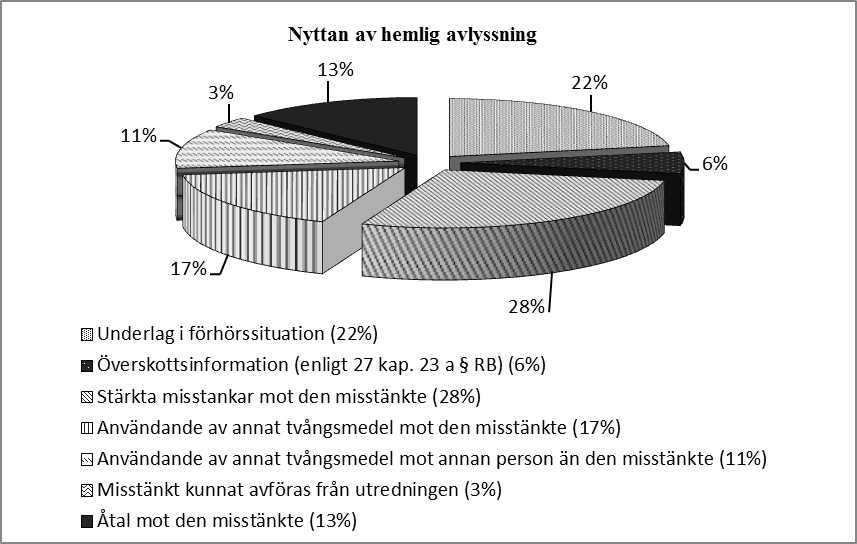 Nyttan av hemlig avlyssning
13%
22%
3%
11%
6%
17%
28%
Underlag i förhörssituation (22%)
Överskottsinformation (enligt 27 kap. 23 a § RB) (6%)
Stärkta misstankar mot den misstänkte (28%)
Användande av annat tvångsmedel mot den misstänkte (17%)
Användande av annat tvångsmedel mot annan person än den misstänkte (11%)
Misstänkt kunnat avföras från utredningen (3%)
Åtal mot den misstänkte (13%)